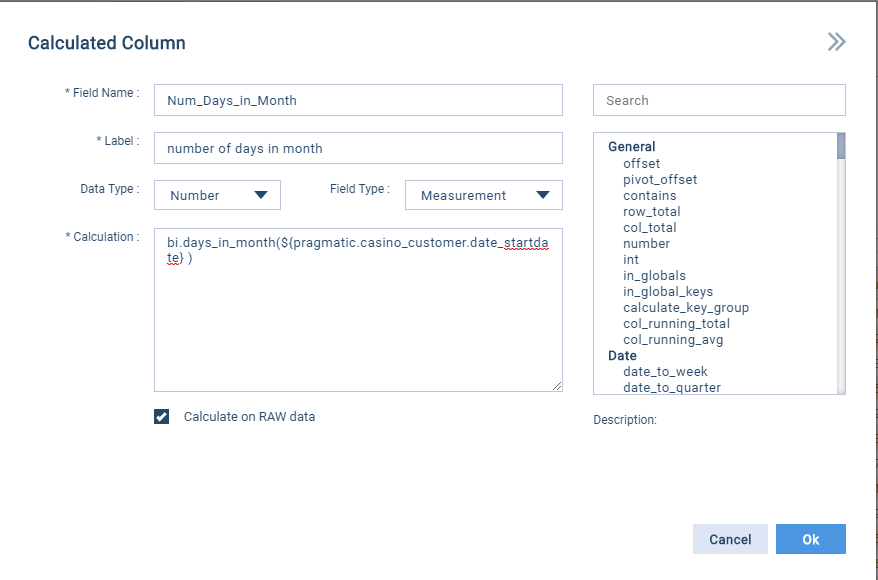 Calculated Column
* Field Name :
Num_Days_in_Month
* Label :
number of days in month
Data Type :
Number
Field Type :
Measurement
* Calculation :
bi.days_in_month(${pragmatic.casino_customer.date_startda
te} )
Calculate on RAW data
Search
General
offset
pivot_offset
contains
row_total
col_total
number
int
in_globals
in_global_keys
calculate_key_group
col_running_total
col_running_avg
Date
date_to_week
date_to_quarter
Description:
Cancel
Ok